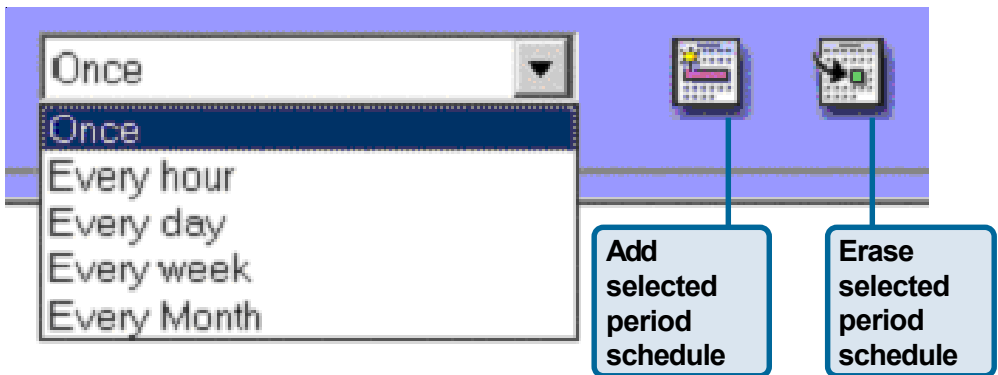 Once
Once
Every hour
Every day
Every week
Every Month
Add
selected
period
schedule
Erase
selected
period
schedule